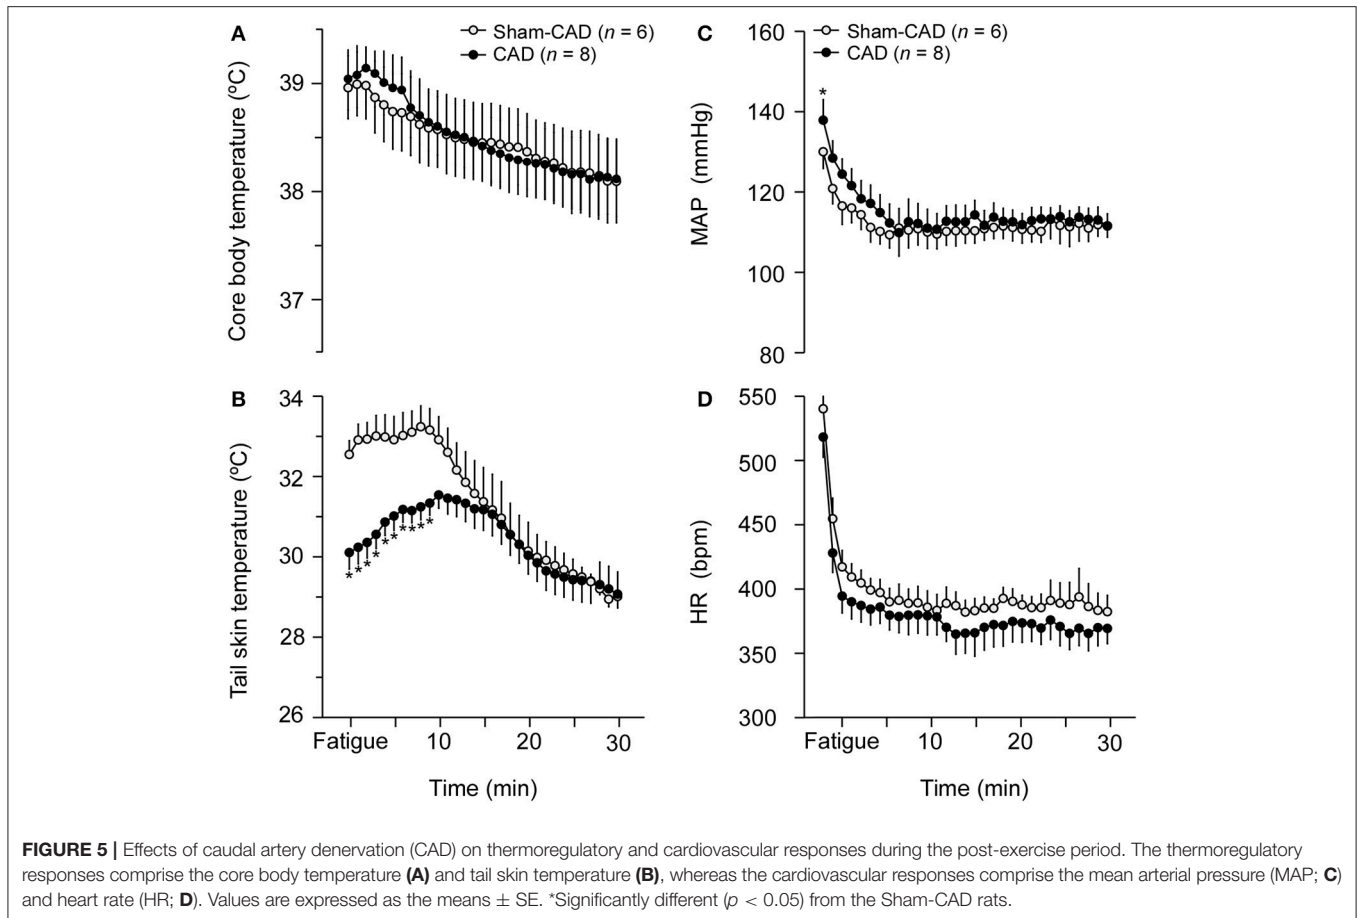 A
Sham-CAD (n = 6)
CAD (n = 8)
Core body temperature (ºC)
39
38
37
C
Sham-CAD (n = 6)
CAD (n = 8)
MAP (mmHg)
160
140
120
100
80
*
B
Tail skin temperature (ºC)
34
32
30
28
26
* * * * * * * * * *
Fatigue 10 20 30
Time (min)
D
HR (bpm)
550
500
450
400
350
300
Fatigue 10 20 30
Time (min)
FIGURE 5 | Effects of caudal artery denervation (CAD) on thermoregulatory and cardiovascular responses during the post-exercise period. The thermoregulatory
responses comprise the core body temperature (A) and tail skin temperature (B), whereas the cardiovascular responses comprise the mean arterial pressure (MAP; C)
and heart rate (HR; D). Values are expressed as the means ± SE. *Significantly different (p < 0.05) from the Sham-CAD rats.